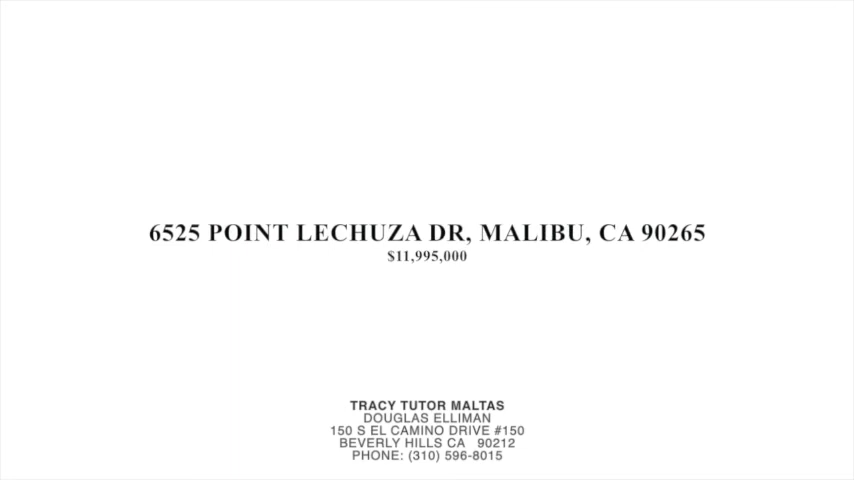 6525 POINT LECHUZA DR, MALIBU, CA 90265
$11,995,000
TRACY TUTOR MALTAS
DOUGLAS ELLIMAN
150 S EL CAMINO DRIVE #150
BEVERLY HILLS CA 90212
PHONE: (310) 596-8015